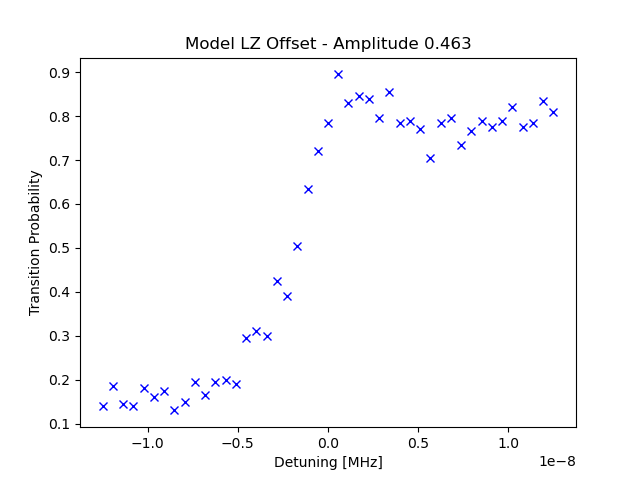 Model LZ Offset - Amplitude 0.463
Transition Probability
0.9
0.8
0.7
0.6
0.5
0.4
0.3
0.2
0.1
−1.0 −0.5 0.0 0.5 1.0
1e−8
Detuning [MHz]